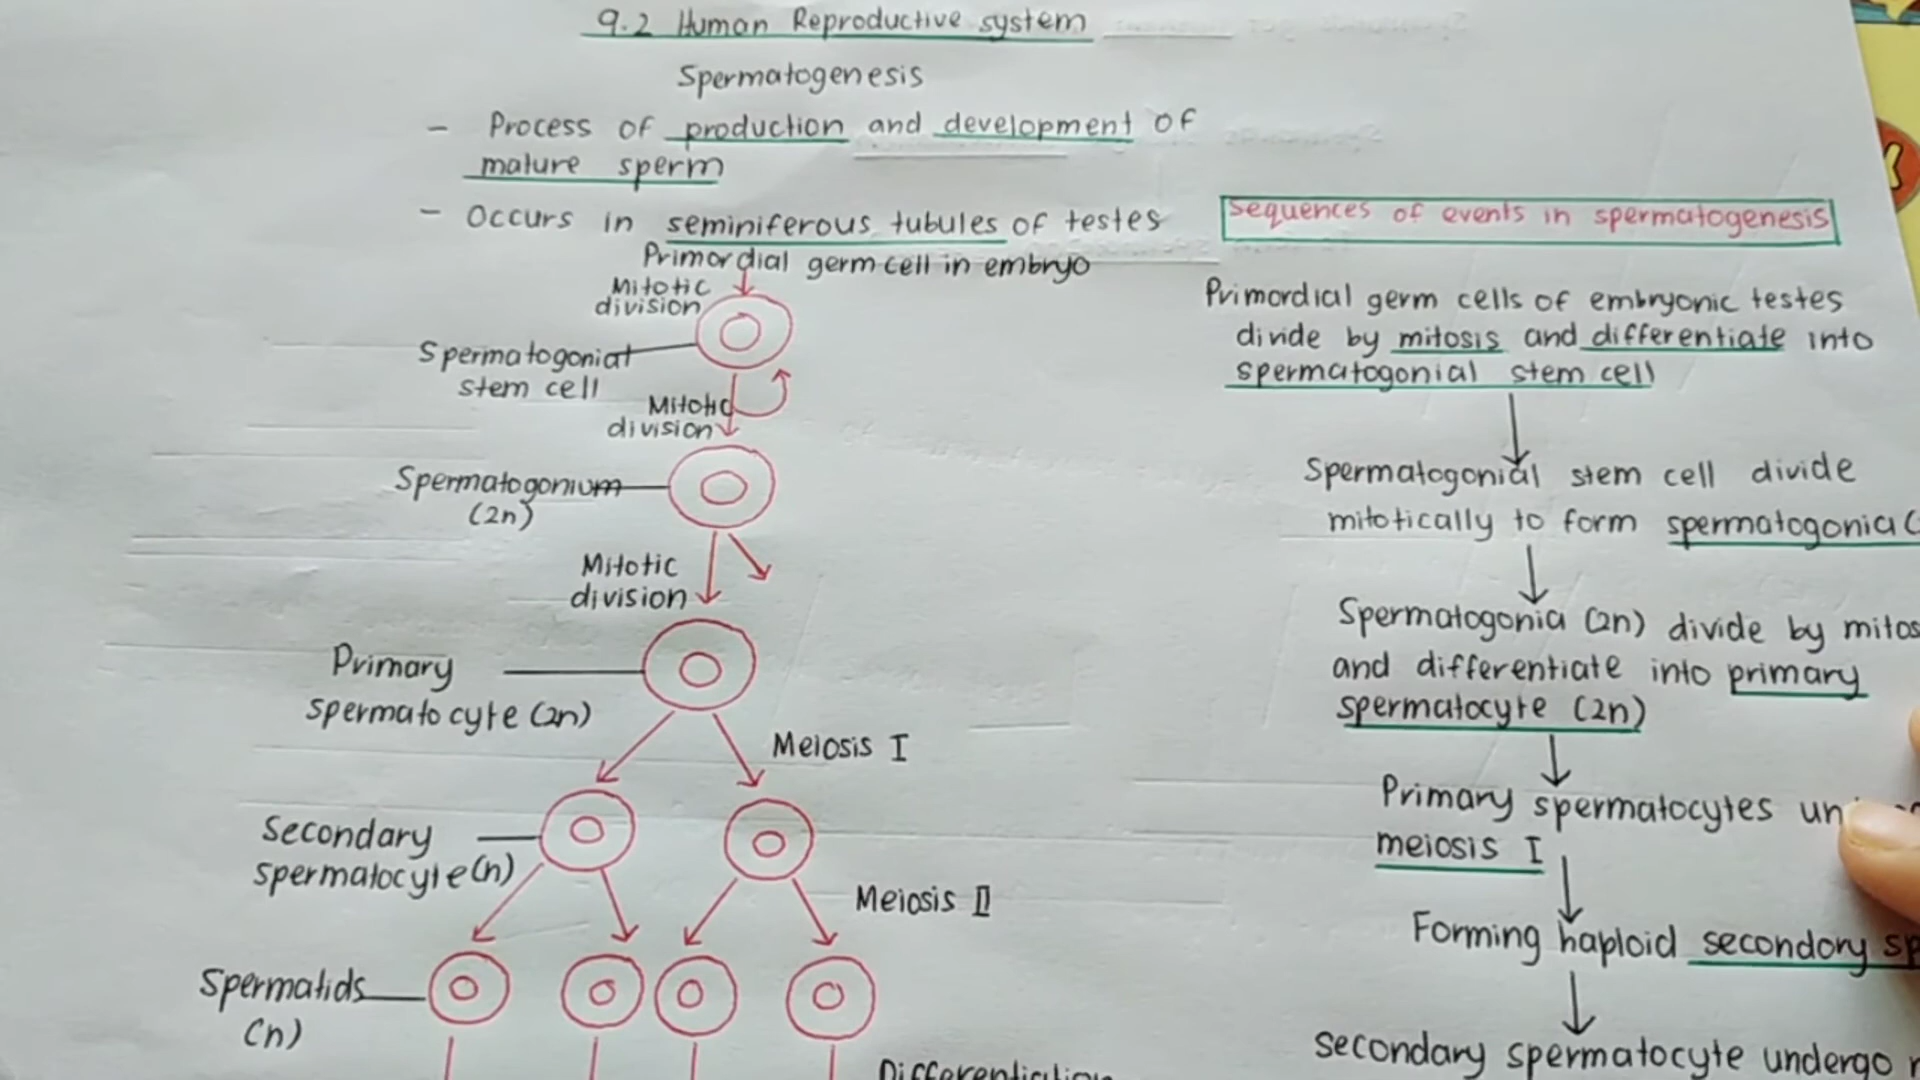 9.2 Human Reproductive system
Spermatogenesis
- Process of production and development of
mature sperm
- Occurs in seminiferous tubules of testes
Primordial germ cell in embryo
Mitotic
division
Spermatogonial
stem cell
Mitotic
division
Spermatogonium
(2n)
Mitotic
division
Primary
spermatocyte (2n)
Meiosis I
Secondary
spermatocyte (n)
Meiosis II
Spermatids
(n)
Differentiation
Sequences of events in spermatogenesis
Primordial germ cells of embryonic testes
divide by mitosis and differentiate into
spermatogonial stem cell
Spermatogonial stem cell divide
mitotically to form spermatogonia (
Spermatogonia (2n) divide by mitos
and differentiate into primary
spermatocyte (2n)
Primary spermatocytes un
meiosis I
Forming haploid secondary sp
secondary spermatocyte undergo